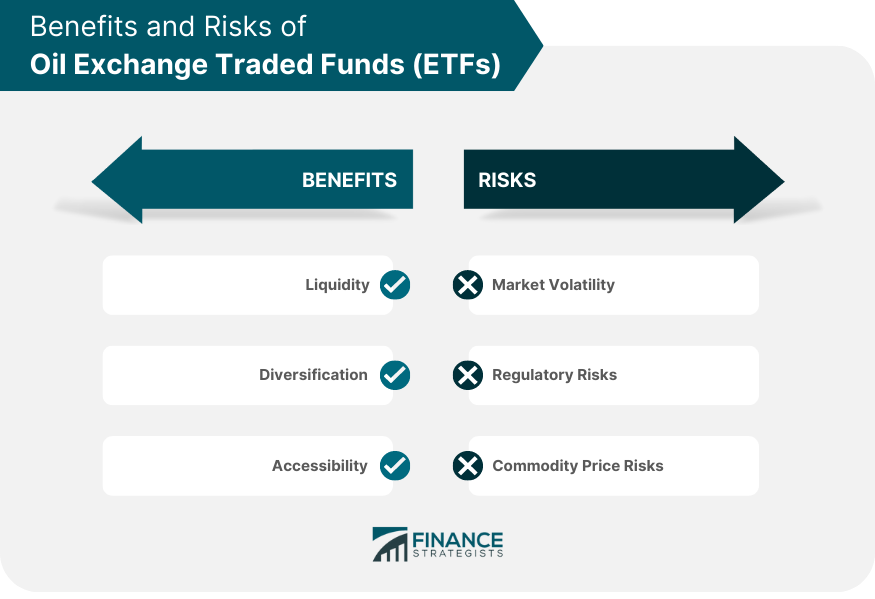 Benefits and Risks of
Oil Exchange Traded Funds (ETFs)
BENEFITS
RISKS
Liquidity
Market Volatility
Diversification
Regulatory Risks
Accessibility
Commodity Price Risks
FINANCE
STRATEGISTS